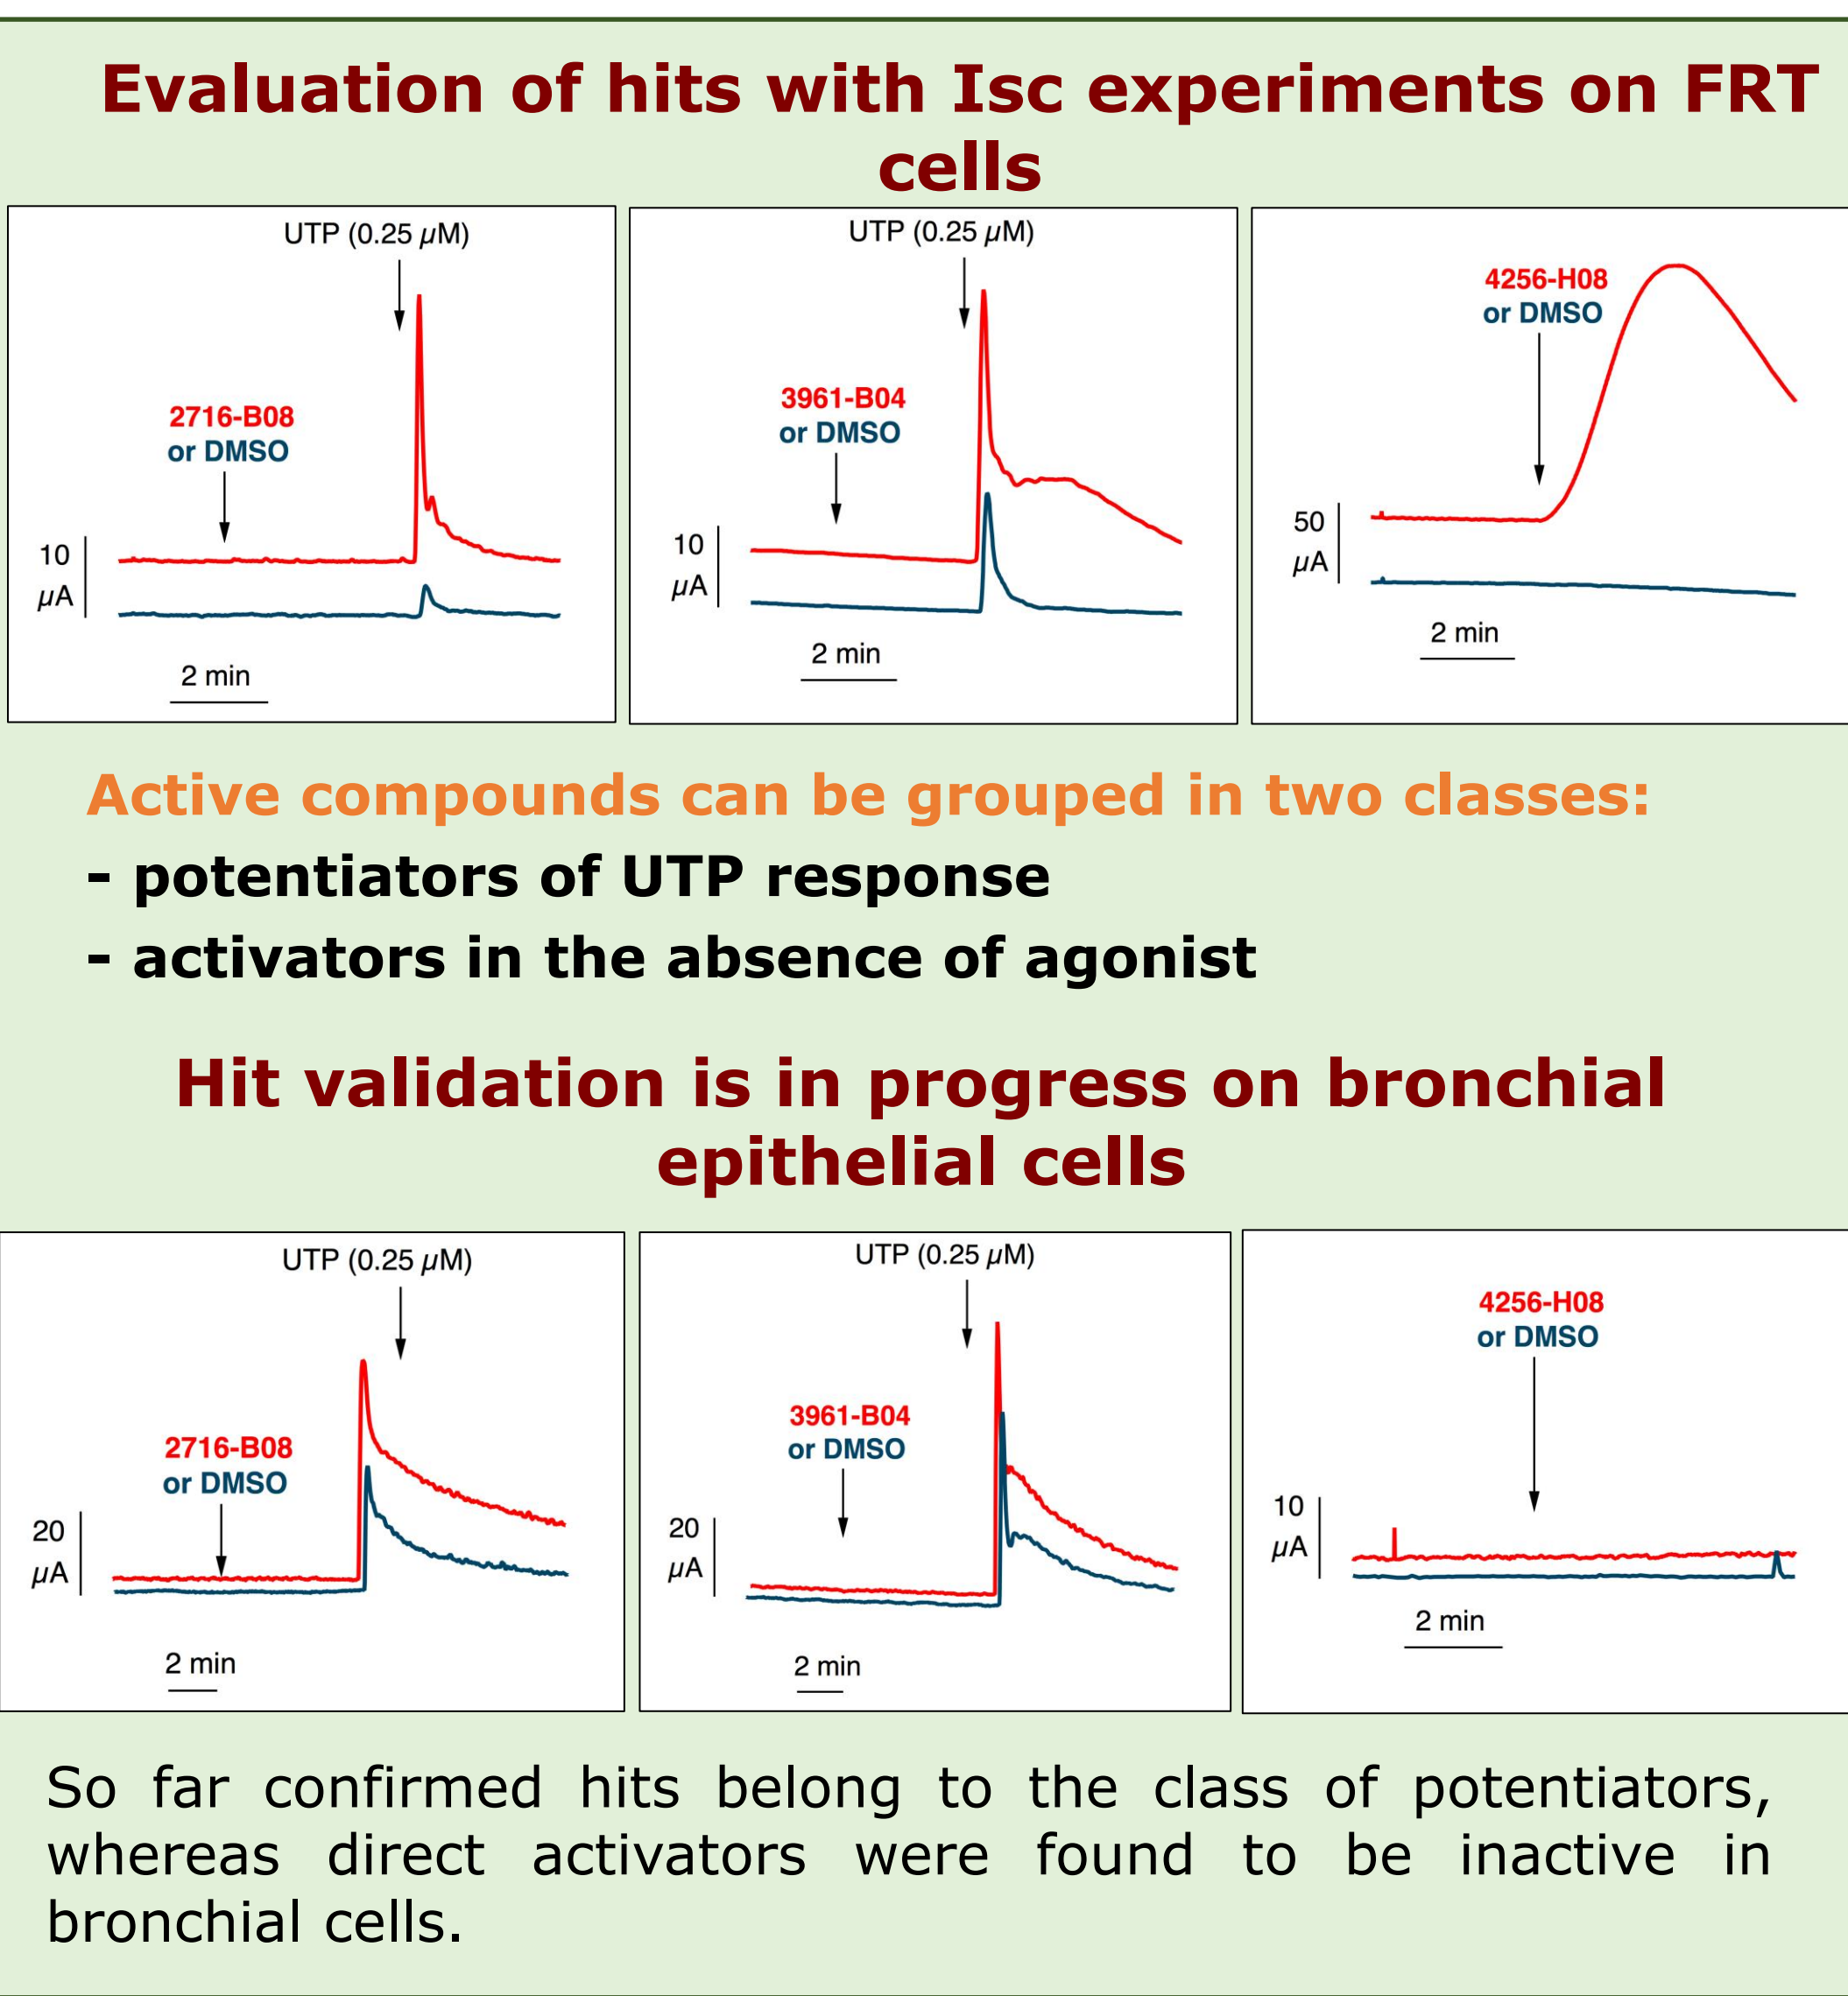 Evaluation of hits with Isc experiments on FRT
cells
UTP (0.25 µM)
2716-B08
or DMSO
10
µA
2 min
UTP (0.25 µM)
3961-B04
or DMSO
10
µA
2 min
4256-H08
or DMSO
50
µA
2 min
Active compounds can be grouped in two classes:
- potentiators of UTP response
- activators in the absence of agonist
Hit validation is in progress on bronchial
epithelial cells
UTP (0.25 µM)
2716-B08
or DMSO
20
µA
2 min
UTP (0.25 µM)
3961-B04
or DMSO
20
µA
2 min
4256-H08
or DMSO
10
µA
2 min
So far confirmed hits belong to the class of potentiators,
whereas direct activators were found to be inactive in
bronchial cells.